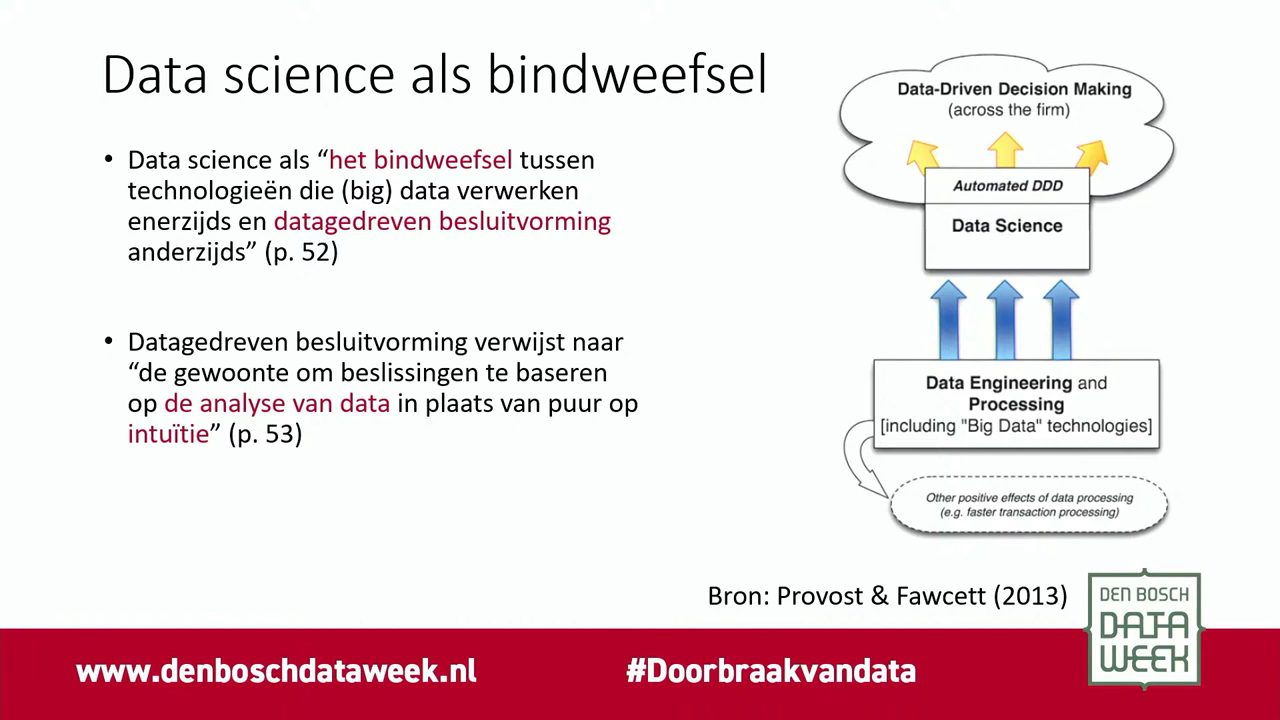 Data science als bindweefsel
• Data science als “het bindweefsel tussen
technologieën die (big) data verwerken
enerzijds en datagedreven besluitvorming
anderzijds” (p. 52)
• Datagedreven besluitvorming verwijst naar
“de gewoonte om beslissingen te baseren
op de analyse van data in plaats van puur op
intuïtie” (p. 53)
Data-Driven Decision Making
(across the firm)
Automated DDD
Data Science
Data Engineering and
Processing
[including "Big Data" technologies]
Other positive effects of data processing
(e.g. faster transaction processing)
Bron: Provost & Fawcett (2013)
DEN BOSCH
DATA
WEEK
www.denboschdataweek.nl
#Doorbraakvandata